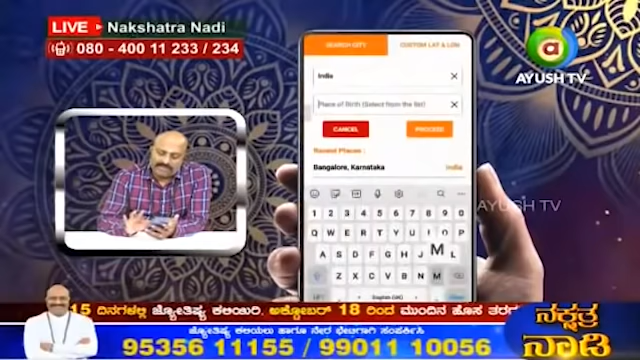 LIVE Nakshatra Nadi
080 - 400 11 233 / 234
a
AYUSH TV
SEARCH CITY CUSTOM LAT & LON
India
Place of Birth (Select from the list)
CANCEL PROCEED
Recent Places :
Bangalore, Karnataka India
1 2 3 4 5 6 7 8 9 0
Q W E R T Y U I O P
A S D F G H J M
Z X C V B N M
English (UK)
AYUSH TV
15 ದಿನಗಳಲ್ಲಿ ಜ್ಯೋತಿಷ್ಯ ಕಲಿಯಿರಿ, ಅಕ್ಟೋಬರ್ 18 ರಿಂದ ಮುಂದಿನ ಹೊಸ ತರಗ
ಜ್ಯೋತಿಷ್ಯ ಕಲಿಯಲು ಹಾಗೂ ನೇರ ಭೇಟಿಗಾಗಿ ಸಂಪರ್ಕಿಸಿ
95356 11155 / 99011 10056
ನಕ್ಷತ್ರ
ನಾಡಿ